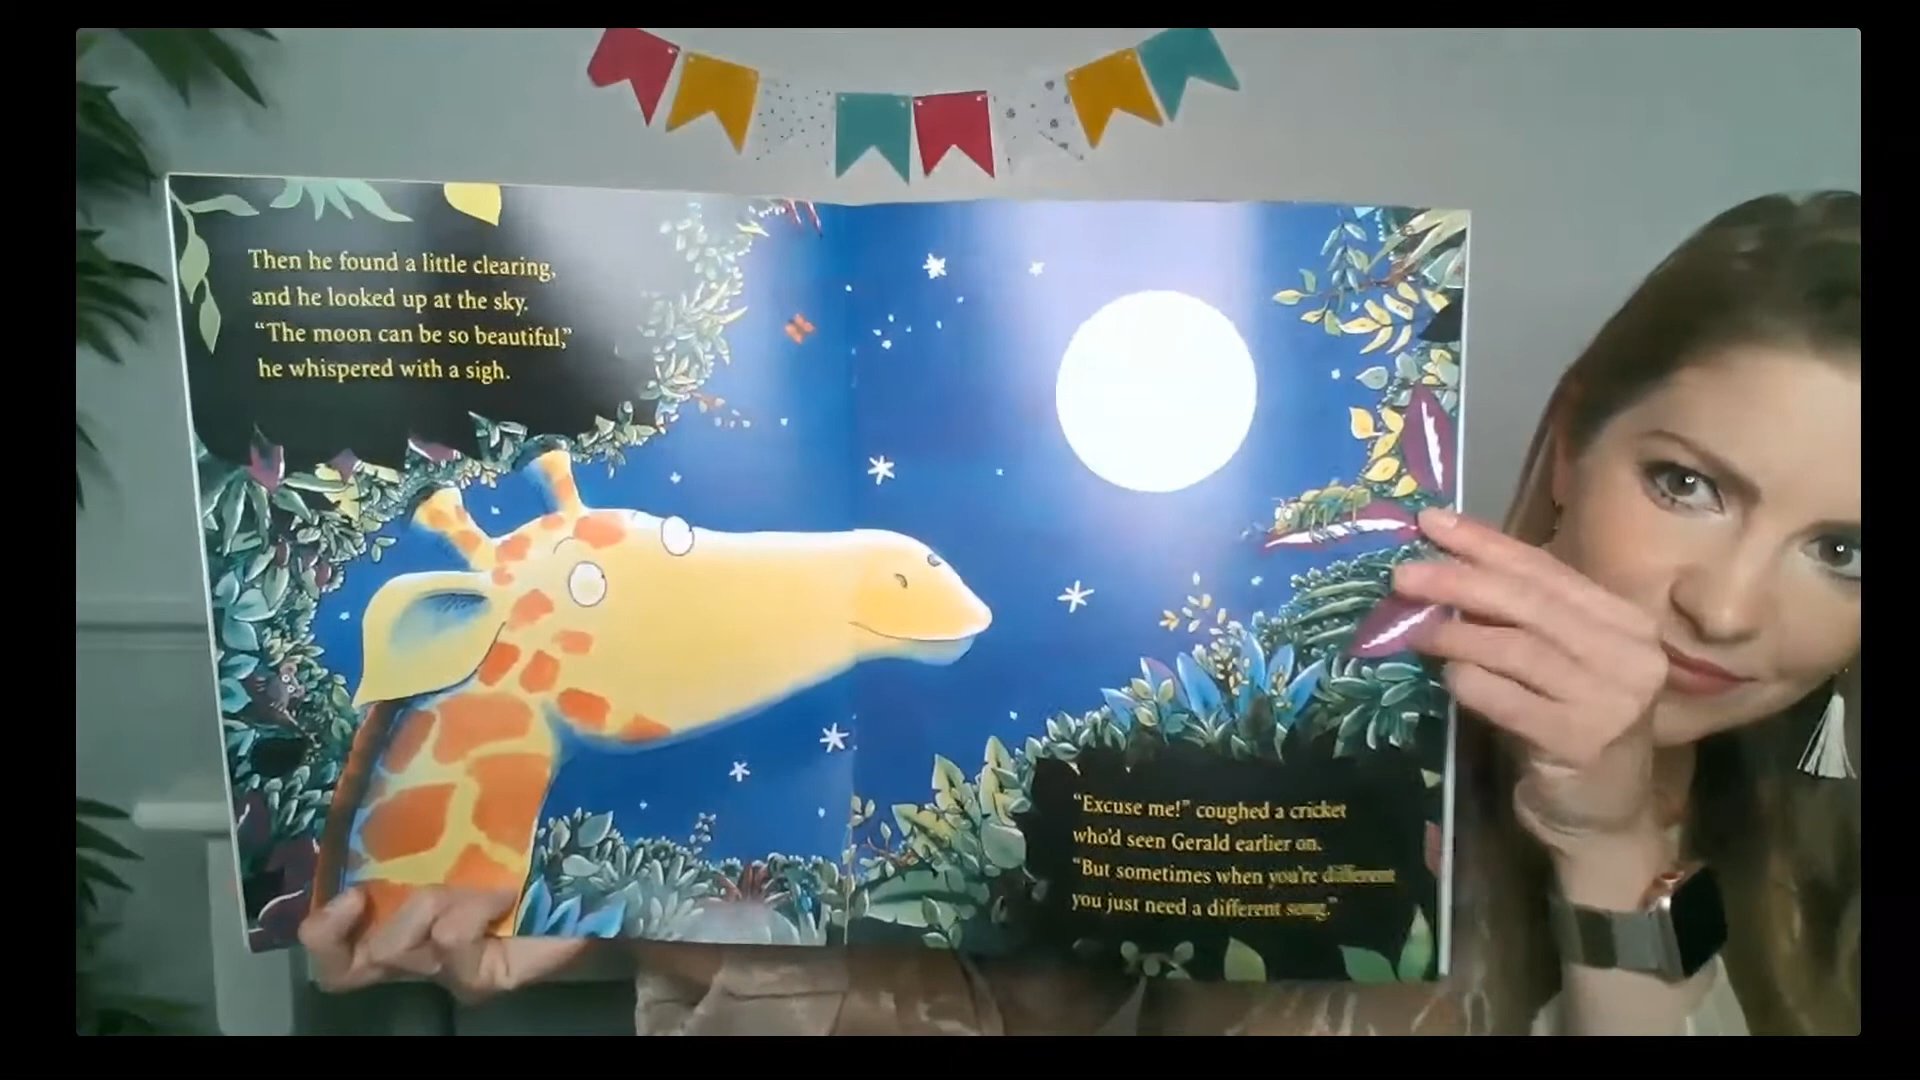 Then he found a little clearing,
and he looked up at the sky.
“The moon can be so beautiful,”
he whispered with a sigh.
“Excuse me!” coughed a cricket
who’d seen Gerald earlier on.
“But sometimes when you’re different
you just need a different song.”